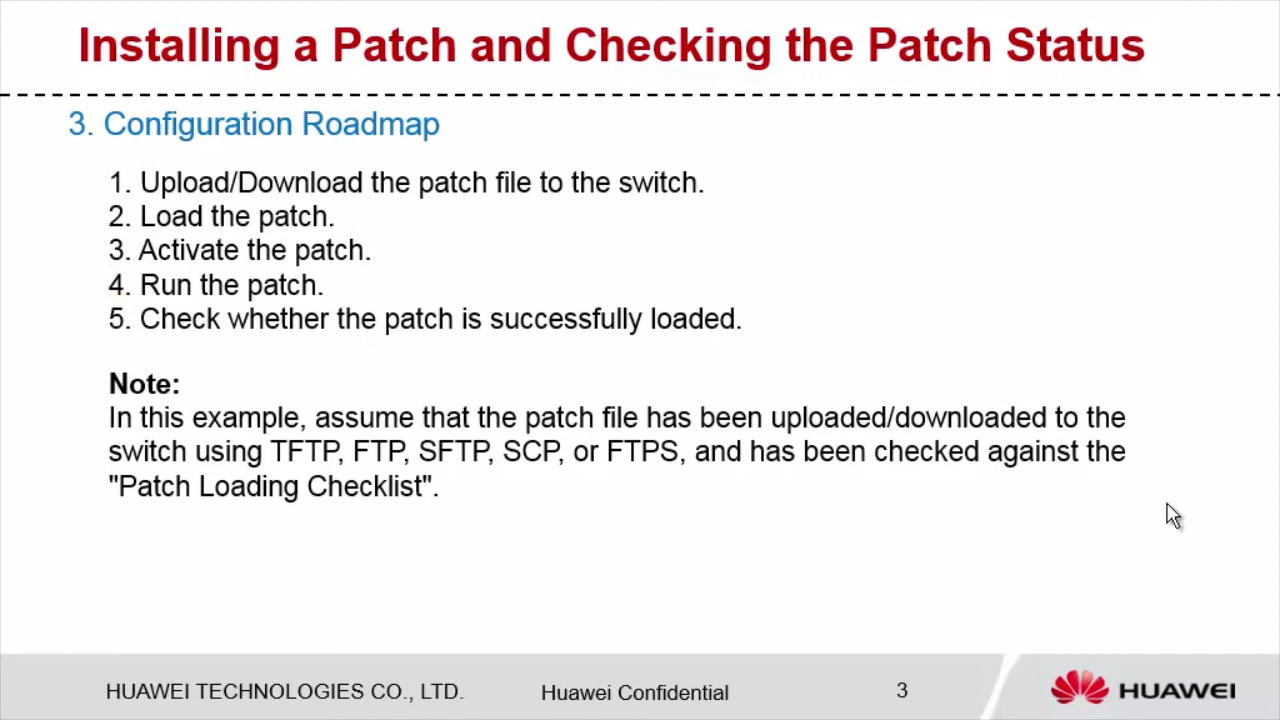 Installing a Patch and Checking the Patch Status
3. Configuration Roadmap
1. Upload/Download the patch file to the switch.
2. Load the patch.
3. Activate the patch.
4. Run the patch.
5. Check whether the patch is successfully loaded.
Note:
In this example, assume that the patch file has been uploaded/downloaded to the
switch using TFTP, FTP, SFTP, SCP, or FTPS, and has been checked against the
"Patch Loading Checklist".
HUAWEI TECHNOLOGIES CO., LTD. Huawei Confidential 3 HUAWEI